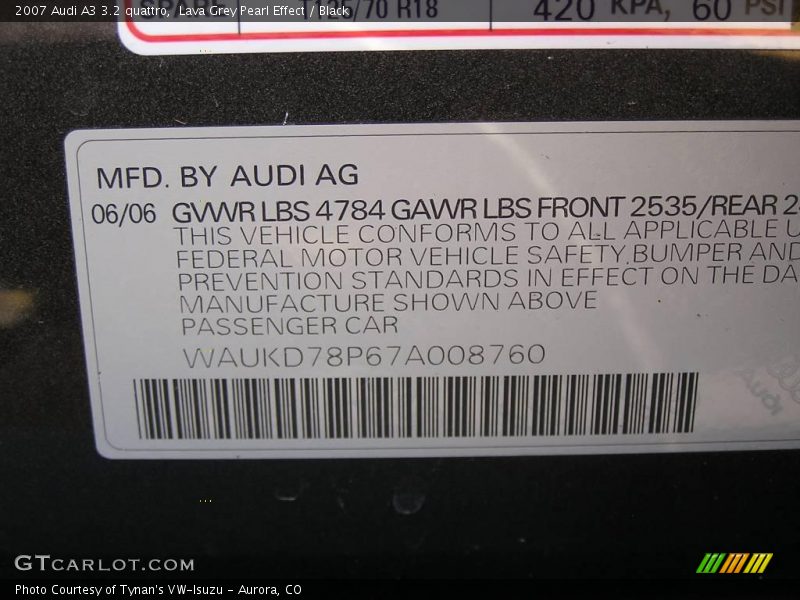 2007 Audi A3 3.2 quattro, Lava Grey Pearl Effect / Black
R18 420 KPA, 60 PSI
MFD. BY AUDI AG
06/06 GVWR LBS 4784 GAWR LBS FRONT 2535/REAR
THIS VEHICLE CONFORMS TO ALL APPLICABLE U
FEDERAL MOTOR VEHICLE SAFETY, BUMPER AND
PREVENTION STANDARDS IN EFFECT ON THE DA
MANUFACTURE SHOWN ABOVE
PASSENGER CAR
WAUKD78P67A008760
Audi
GTCARLOT.COM
Photo Courtesy of Tynan's VW-Isuzu - Aurora, CO